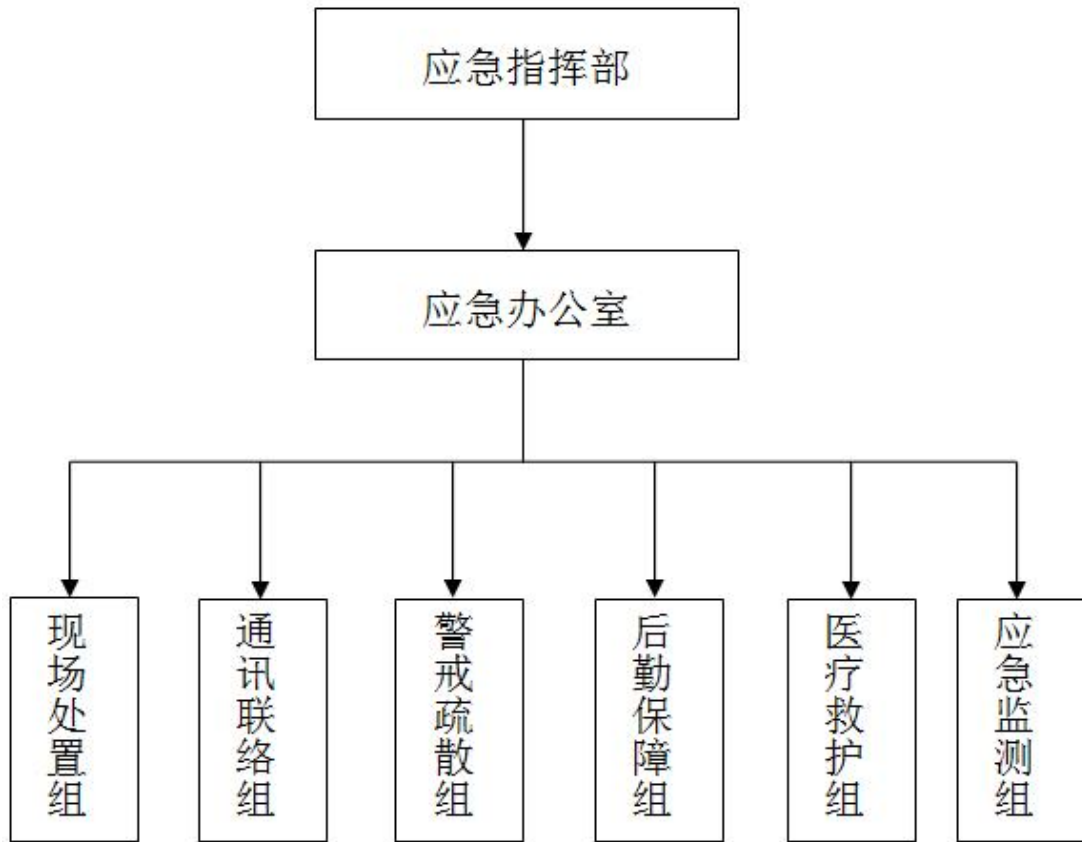 应急指挥部
应急办公室
现场处置组
通讯联络组
警戒疏散组
后勤保障组
医疗救护组
应急监测组